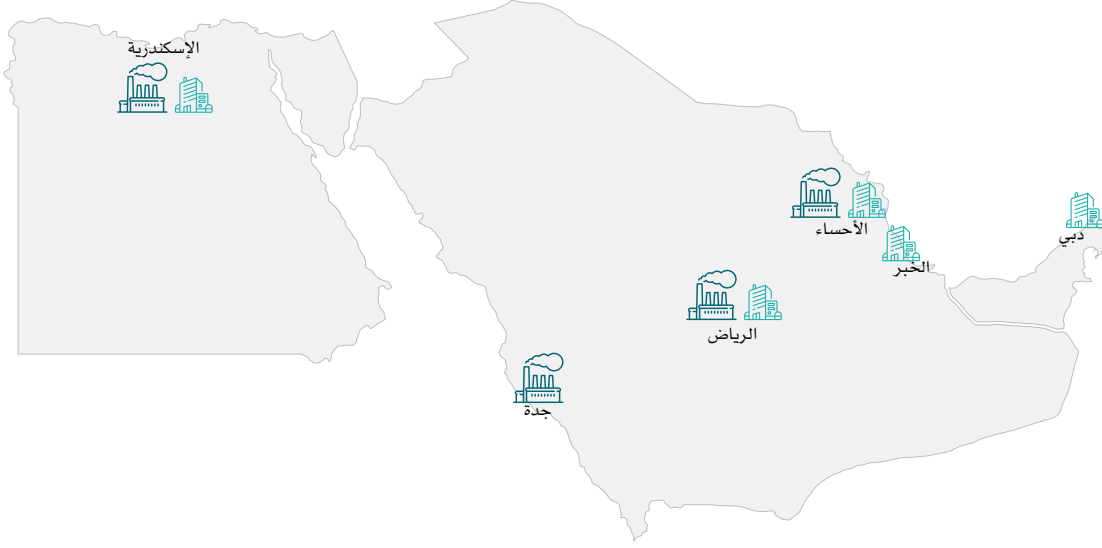 الإسكندرية
الأحساء
دبي
الخبر
الرياض
جدة